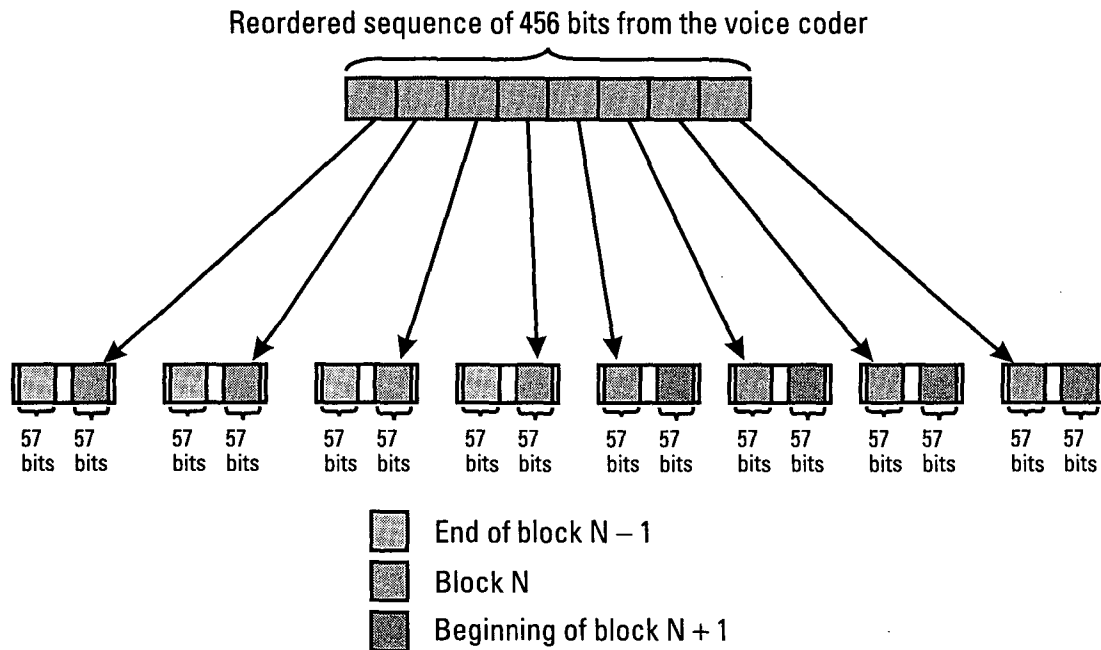 Reordered sequence of 456 bits from the voice coder
57 57 57 57 57 57 57 57 57 57 57 57 57 57 57 57
bits bits bits bits bits bits bits bits bits bits bits bits bits bits bits bits
End of block N – 1
Block N
Beginning of block N + 1